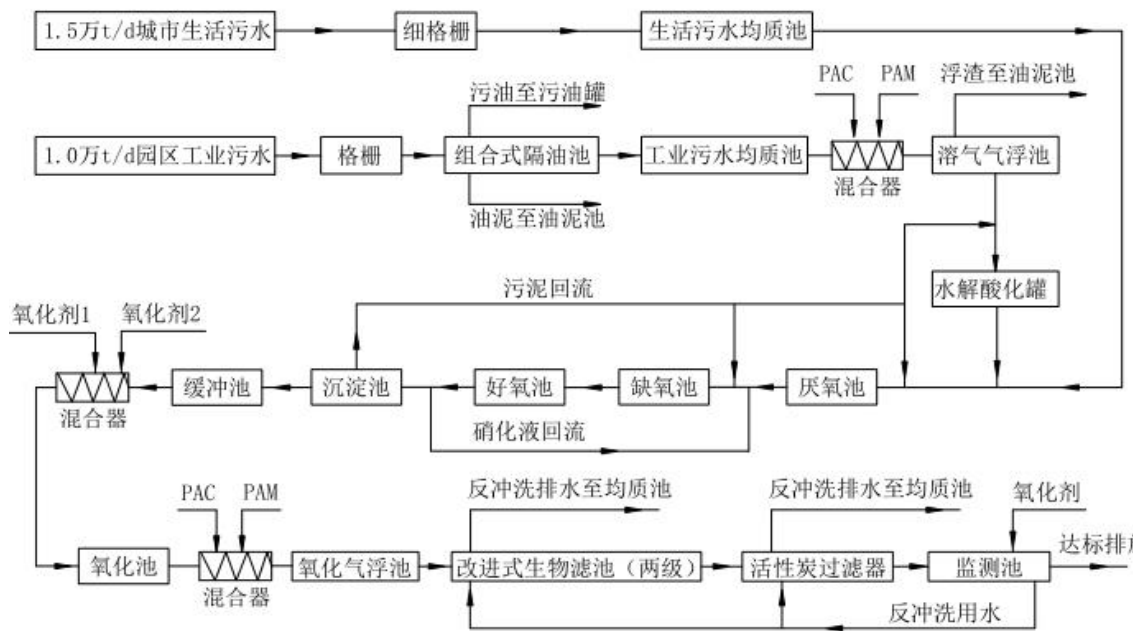 1.5万t/d城市生活污水
细格栅
生活污水均质池
PAC
PAM
浮渣至油泥池
污油至污油罐
1.0万t/d园区工业污水
格栅
组合式隔油池
工业污水均质池
混合器
溶气气浮池
油泥至油泥池
水解酸化罐
污泥回流
氧化剂1
氧化剂2
混合器
缓冲池
沉淀池
好氧池
缺氧池
厌氧池
硝化液回流
PAC
PAM
反冲洗排水至均质池
反冲洗排水至均质池
氧化剂
达标排放
氧化池
混合器
氧化气浮池
改进式生物滤池（两级）
活性炭过滤器
监测池
反冲洗用水